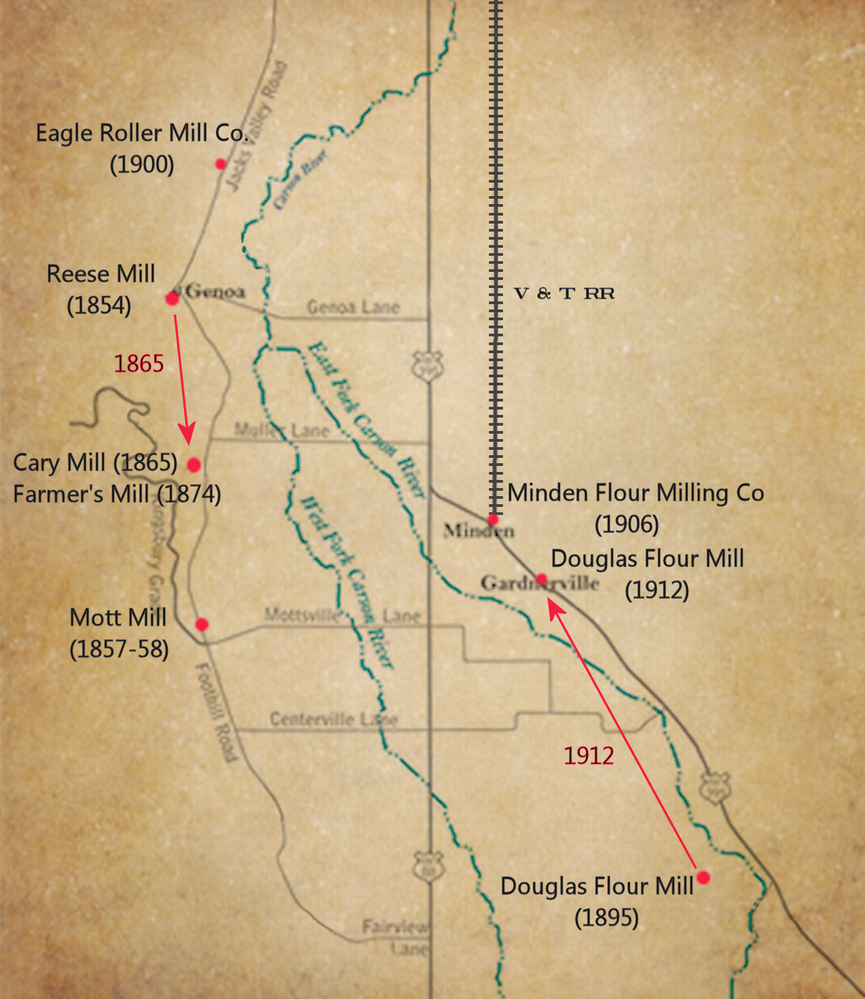 Jacks Valley Road
Eagle Roller Mill Co.
(1900)
Carson River
Reese Mill
(1854)
Genoa
Genoa Lane
V & T RR
1865
East Fork Carson River
Muller Lane
Cary Mill (1865)
Farmer's Mill (1874)
Kingsbury Grade
West Fork Carson River
Minden Flour Milling Co
(1906)
Minden
Douglas Flour Mill
(1912)
Gardnerville
Mott Mill
(1857-58)
Mottsville Lane
Foothill Road
Centerville Lane
1912
Douglas Flour Mill
(1895)
Fairview
Lane